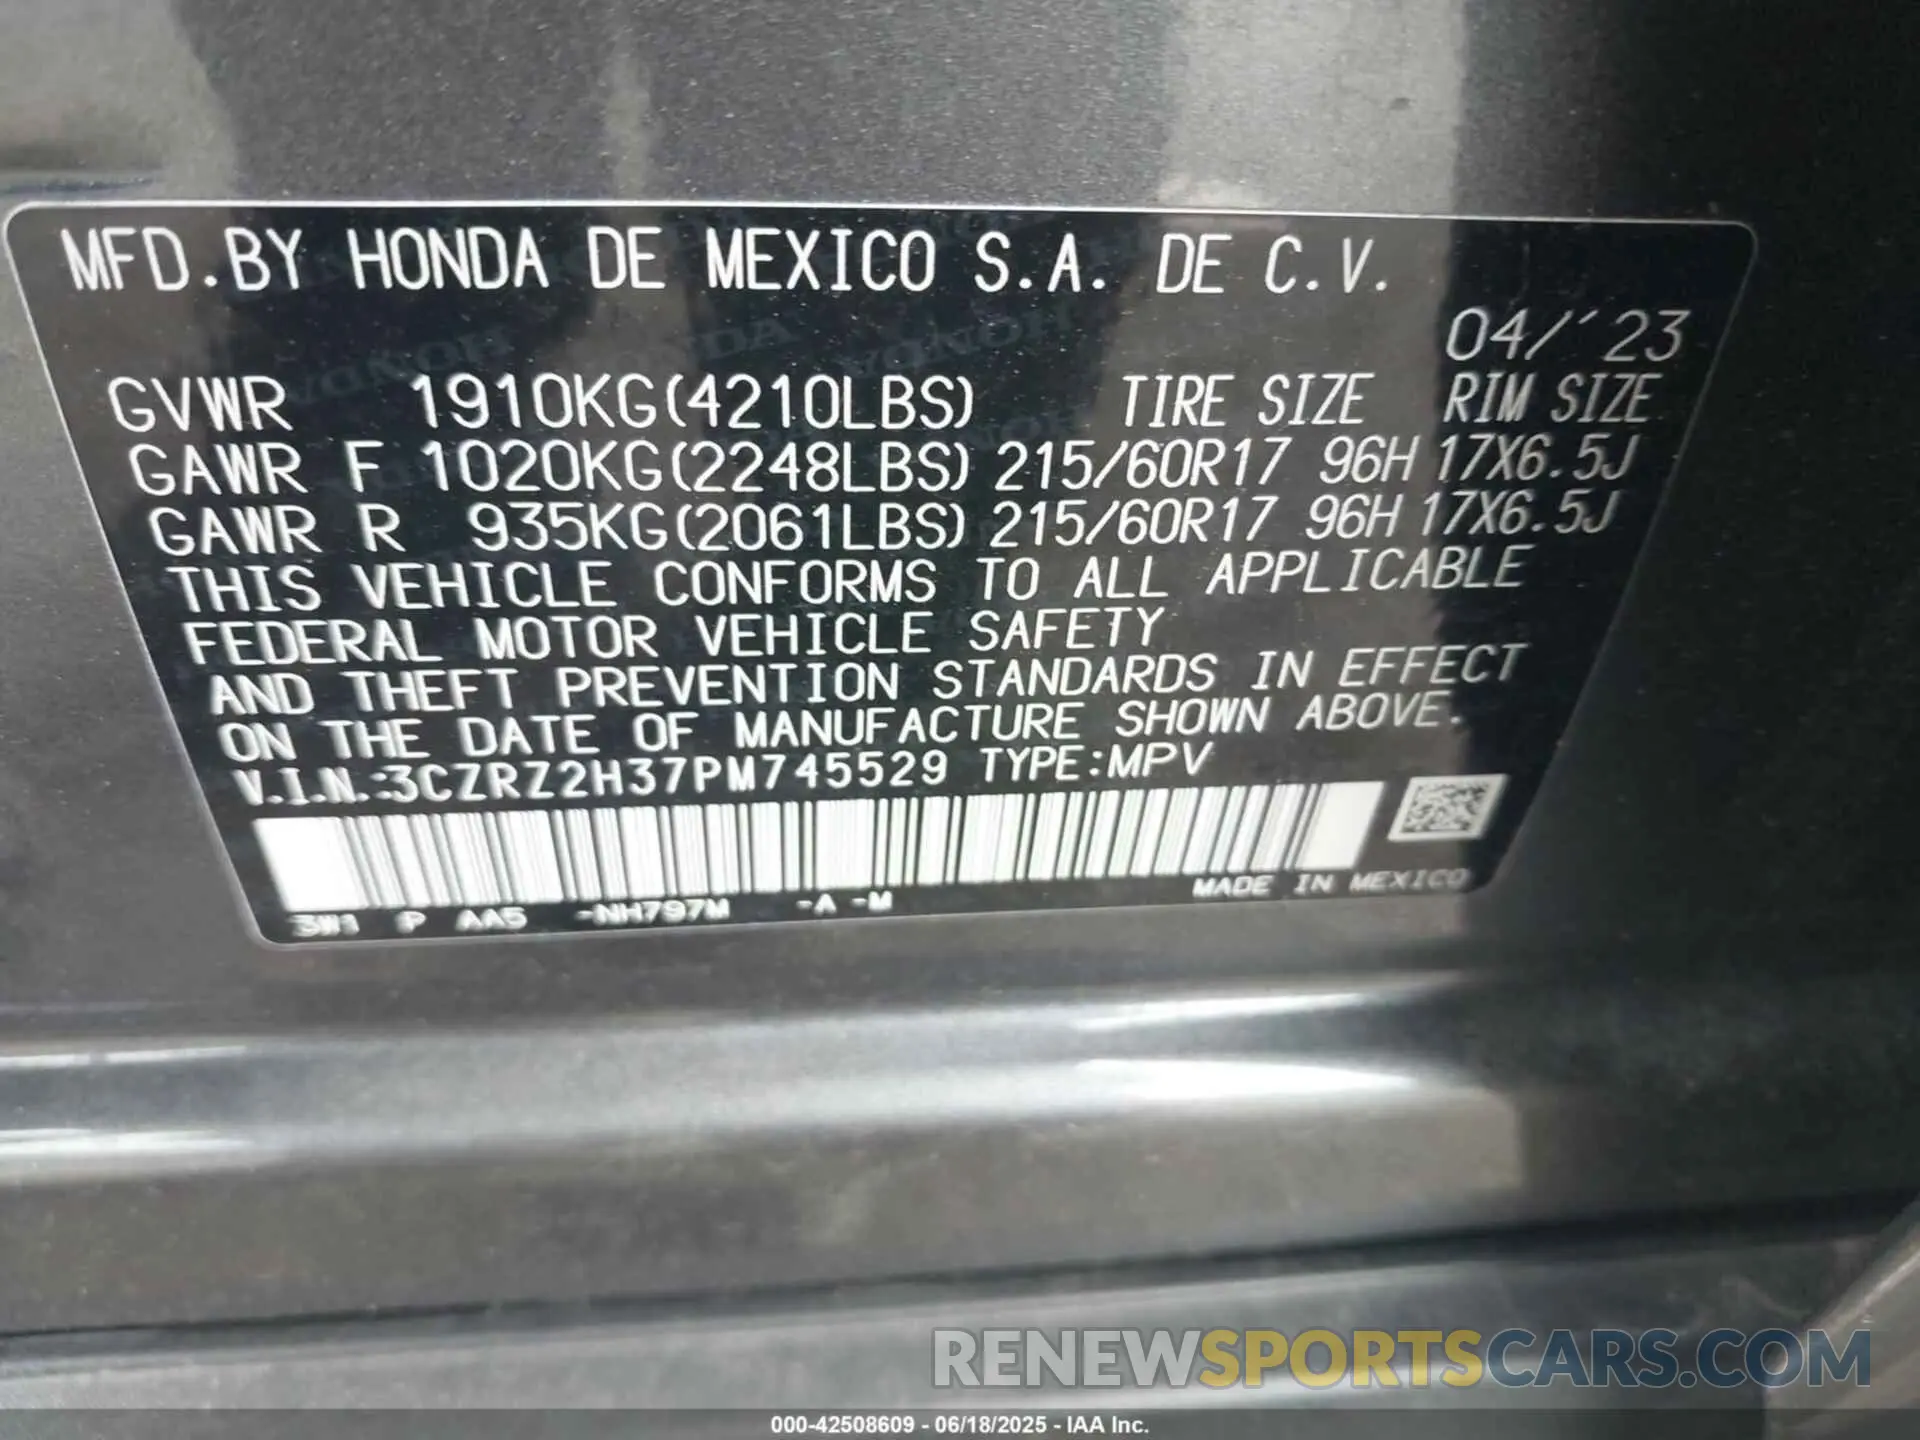 MFD.BY HONDA DE MEXICO S.A. DE C.V.
04/'23
GVWR 1910KG(4210LBS) TIRE SIZE RIM SIZE
GAWR F 1020KG(2248LBS) 215/60R17 96H 17X6.5J
GAWR R 935KG(2061LBS) 215/60R17 96H 17X6.5J
THIS VEHICLE CONFORMS TO ALL APPLICABLE
FEDERAL MOTOR VEHICLE SAFETY
AND THEFT PREVENTION STANDARDS IN EFFECT
ON THE DATE OF MANUFACTURE SHOWN ABOVE.
V.I.N.:3CZRZ2H37PM745529 TYPE:MPV
MADE IN MEXICO
3W1 P AA5 -NH797M -A -M
RENEWSPORTSCARS.COM
000-42508609 - 06/18/2025 - IAA Inc.